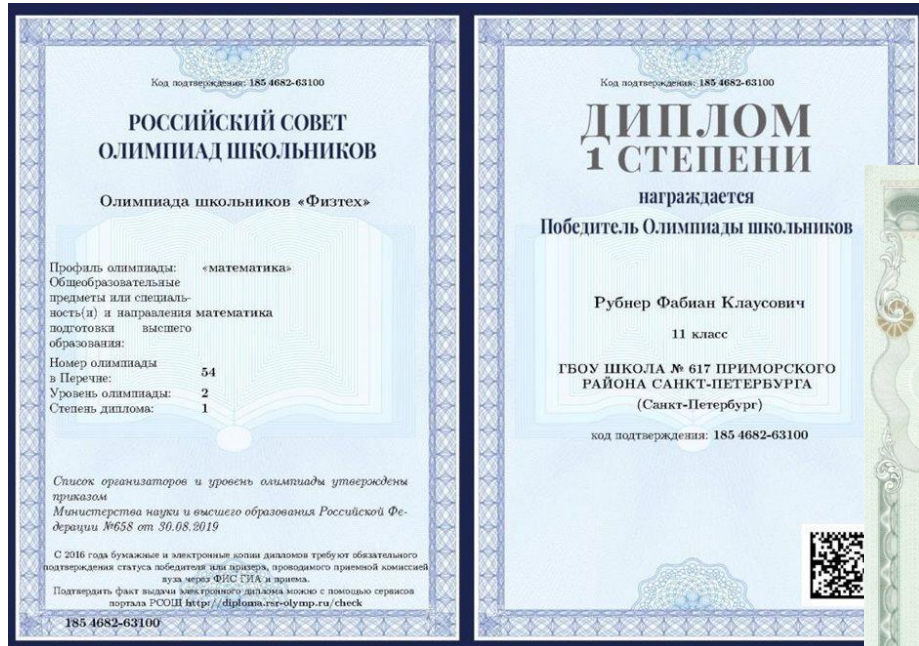 Код подтверждения: 185 4682-63100
РОССИЙСКИЙ СОВЕТ
ОЛИМПИАД ШКОЛЬНИКОВ
Олимпиада школьников «Физтех»
Профиль олимпиады: «математика»
Общеобразовательные
предметы или специаль-
ность(и) и направления математика
подготовки высшего
образования:
Номер олимпиады
в Перечне: 54
Уровень олимпиады: 2
Степень диплома: 1
Список организаторов и уровень олимпиады утверждены
приказом
Министерства науки и высшего образования Российской Фе-
дерации №658 от 30.08.2019
С 2016 года бумажные и электронные копии дипломов требуют обязательного
подтверждения статуса победителя или призера, проводимого приемной комиссией
вуза через ФИС ГИА и приема.
Подтвердить факт выдачи электронного диплома можно с помощью сервисов
портала РСОШ http://diploma.rsr-olymp.ru/check
185 4682-63100
Код подтверждения: 185 4682-63100
ДИПЛОМ
1 СТЕПЕНИ
награждается
Победитель Олимпиады школьников
Рубнер Фабиан Клаусович
11 класс
ГБОУ ШКОЛА № 617 ПРИМОРСКОГО
РАЙОНА САНКТ-ПЕТЕРБУРГА
(Санкт-Петербург)
код подтверждения: 185 4682-63100